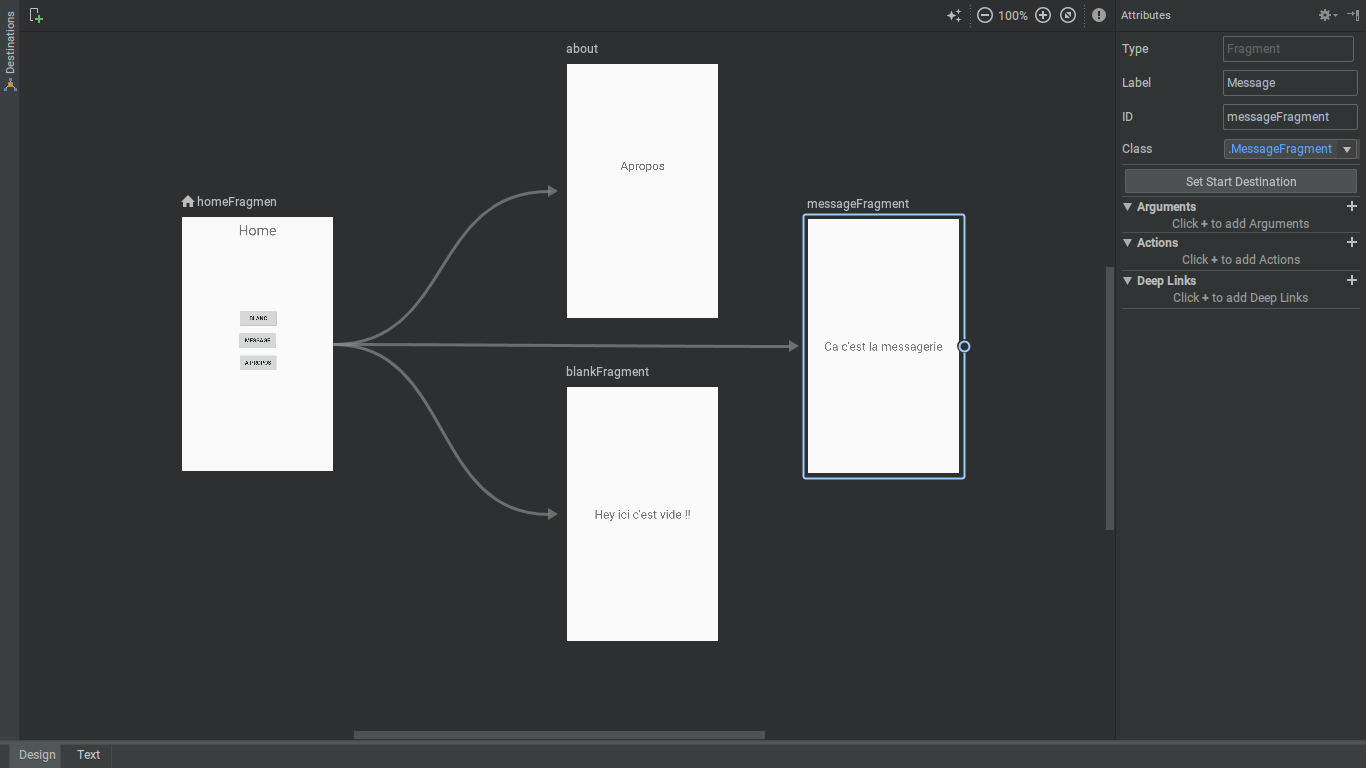 Destinations
100%
Attributes
Type
Fragment
Label
Message
ID
messageFragment
Class
.MessageFragment
Set Start Destination
Arguments
Click + to add Arguments
Actions
Click + to add Actions
Deep Links
Click + to add Deep Links
about
Apropos
homeFragmen
Home
BLANC
MESSAGE
APROPOS
messageFragment
Ca c'est la messagerie
blankFragment
Hey ici c'est vide !!
Design
Text